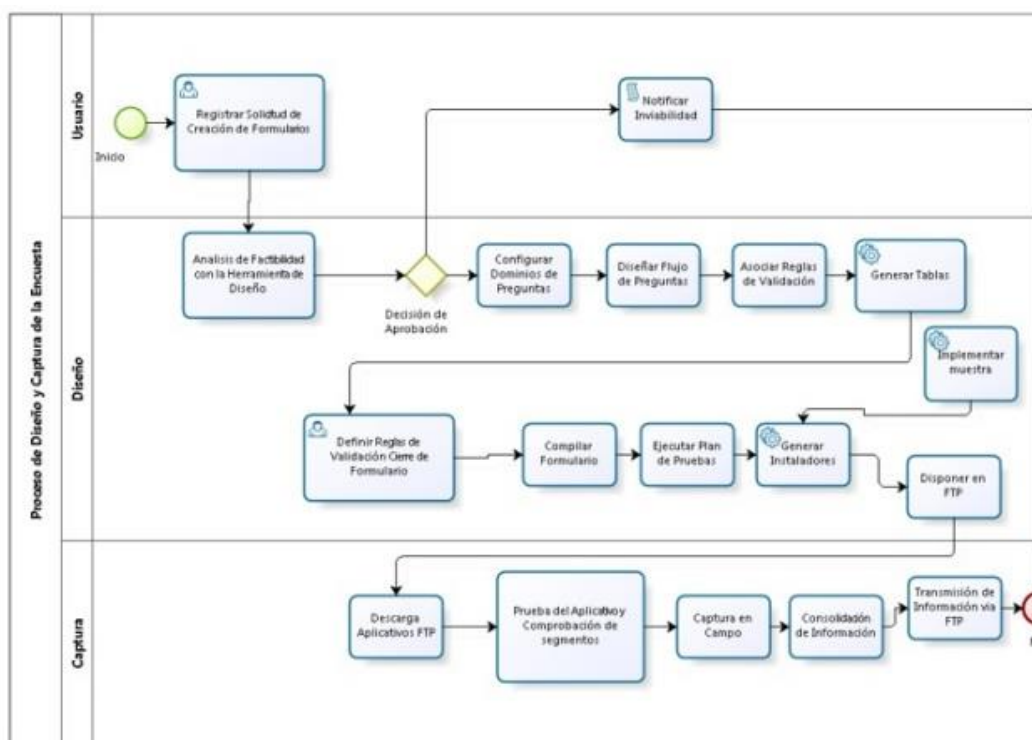 Proceso de Diseño y Captura de la Encuesta
Usuario
Inicio
Registrar Solicitud de
Creación de Formularios
Notificar
Inviabilidad
Diseño
Analisis de Factibilidad
con la Herramienta de
Diseño
Decisión de
Aprobación
Configurar
Dominios de
Preguntas
Diseñar Flujo
de Preguntas
Asociar Reglas
de Validación
Generar Tablas
Implementar
muestra
Definir Reglas de
Validación Cierre de
Formulario
Compilar
Formulario
Ejecutar Plan
de Pruebas
Generar
Instaladores
Disponer en
FTP
Captura
Descarga
Aplicativos FTP
Prueba del Aplicativo y
Comprobación de
segmentos
Captura en
Campo
Consolidación
de Información
Transmisión de
Información via
FTP